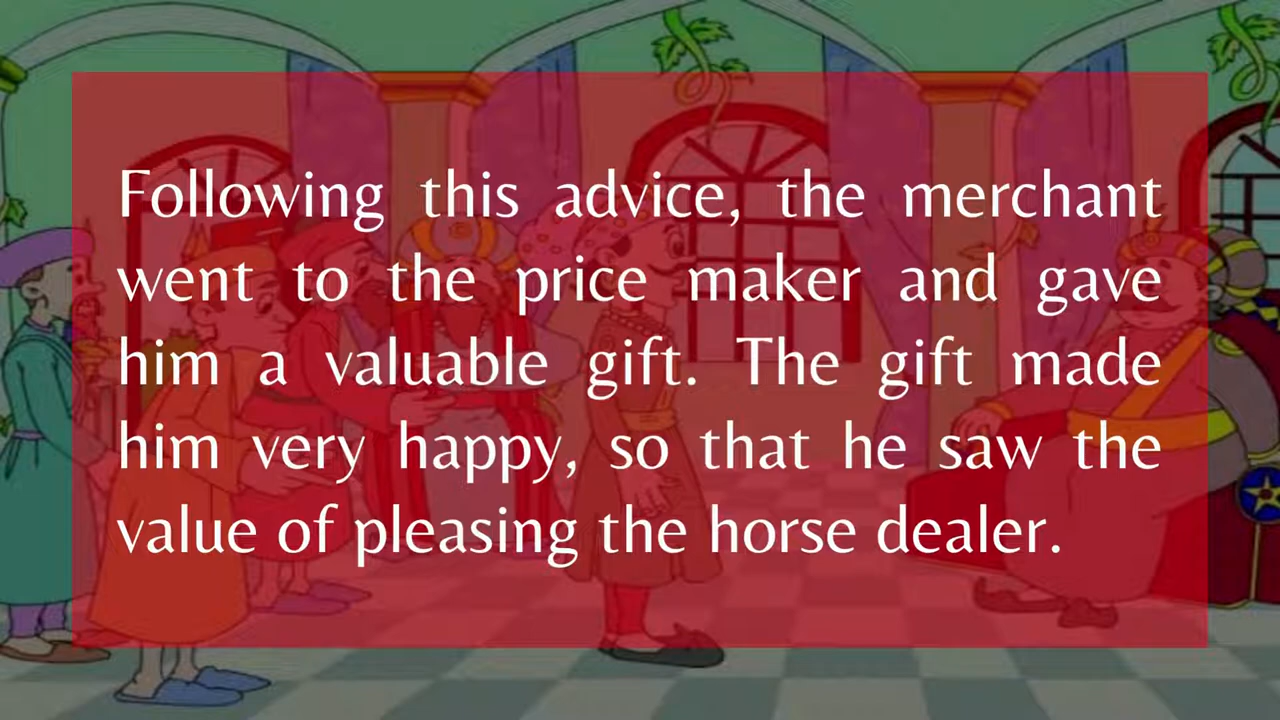 Following this advice, the merchant
went to the price maker and gave
him a valuable gift. The gift made
him very happy, so that he saw the
value of pleasing the horse dealer.